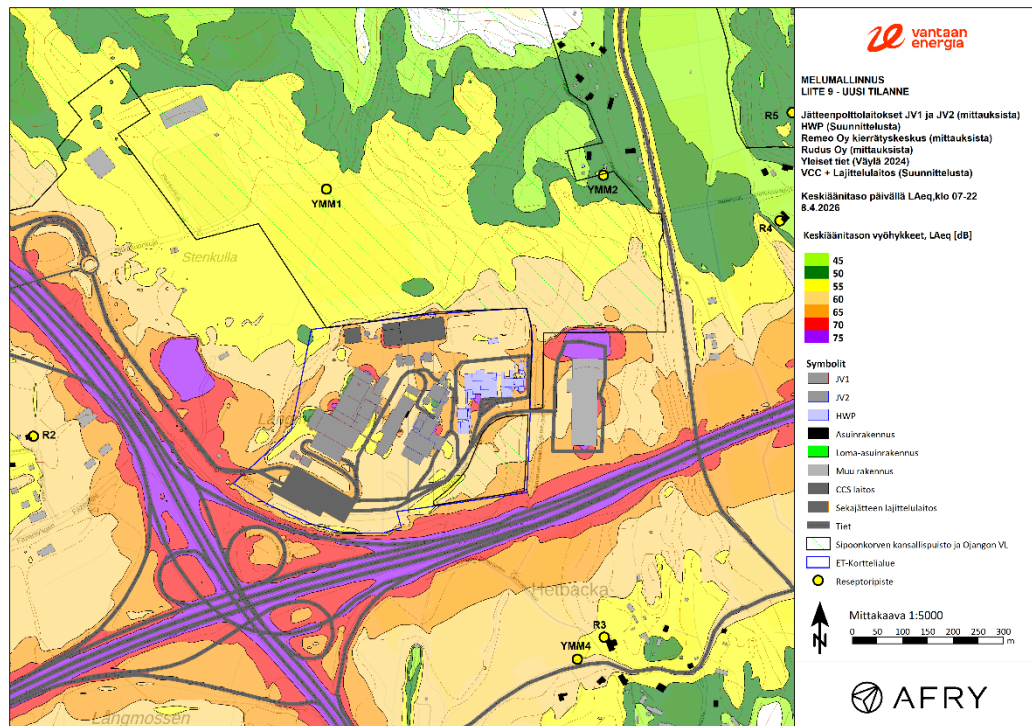 vantaan
energia
MELUMALLINNUS
LIITE 9 - UUSI TILANNE
Jätteenpolttolaitokset JV1 ja JV2 (mittauksista)
HWP (Suunnittelusta)
Remeo Oy kierrätyskeskus (mittauksista)
Rudus Oy (mittauksista)
Yleiset tiet (Väylä 2024)
VCC + Lajittelulaitos (Suunnittelusta)
Keskiäänitaso päivällä LAeq,klo 07-22
8.4.2026
Keskiäänitason vyöhykkeet, LAeq [dB]
45
50
55
60
65
70
75
Symbolit
JV1
JV2
HWP
Asuinrakennus
Loma-asuinrakennus
Muu rakennus
CCS laitos
Sekajätteen lajittelulaitos
Tiet
Sipoonkorven kansallispuisto ja Ojangon VL
ET-Korttelialue
Reseptoripiste
N
Mittakaava 1:5000
0 50 100 150 200 250 300
m
AFRY
R5
YMM1
YMM2
R4
Stenkulla
R2
Hetbacka
R3
YMM4
Långmossen